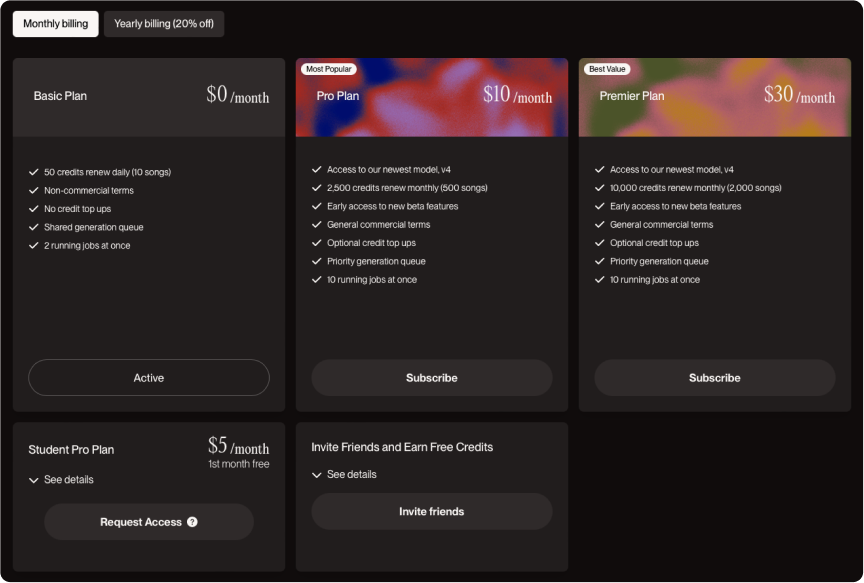 Monthly billing
Yearly billing (20% off)
Basic Plan
$0 /month
50 credits renew daily (10 songs)
Non-commercial terms
No credit top ups
Shared generation queue
2 running jobs at once
Active
Most Popular
Pro Plan
$10 /month
Access to our newest model, v4
2,500 credits renew monthly (500 songs)
Early access to new beta features
General commercial terms
Optional credit top ups
Priority generation queue
10 running jobs at once
Subscribe
Best Value
Premier Plan
$30 /month
Access to our newest model, v4
10,000 credits renew monthly (2,000 songs)
Early access to new beta features
General commercial terms
Optional credit top ups
Priority generation queue
10 running jobs at once
Subscribe
Student Pro Plan
$5 /month
1st month free
See details
Request Access ?
Invite Friends and Earn Free Credits
See details
Invite friends